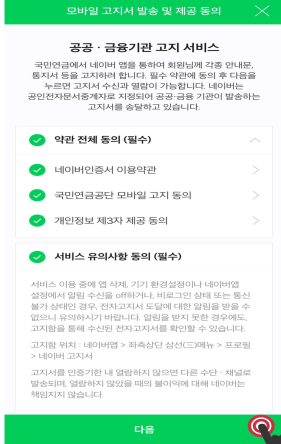 모바일 고지서 발송 및 제공 동의
공공·금융기관 고지 서비스
국민연금에서 네이버 앱을 통하여 회원님께 각종 안내문,
통지서 등을 고지하려 합니다. 필수 약관에 동의 후 다음을
누르면 고지서 수신과 열람이 가능합니다. 네이버는
공인전자문서중계자로 지정되어 공공·금융 기관이 발송하는
고지서를 송달하고 있습니다.
약관 전체 동의 (필수)
네이버인증서 이용약관
국민연금공단 모바일 고지 동의
개인정보 제3자 제공 동의
서비스 유의사항 동의 (필수)
서비스 이용 중에 앱 삭제, 기기 환경설정이나 네이버앱
설정에서 알림 수신을 off하거나, 비로그인 상태 또는 통신
불가 상태인 경우, 전자고지서 도달에 대한 알림을 받을 수
없으니 유의하시기 바랍니다. 알림을 받지 못한 경우에도,
고지함을 통해 수신된 전자고지서를 확인할 수 있습니다.
고지함 위치 : 네이버앱 > 좌측상단 삼선(三)메뉴 > 프로필
> 네이버 고지서
고지서를 인증기한 내 열람하지 않으면 다른 수단·채널로
발송되며, 열람하지 않았을 때의 불이익에 대해 네이버는
책임지지 않습니다.
다음